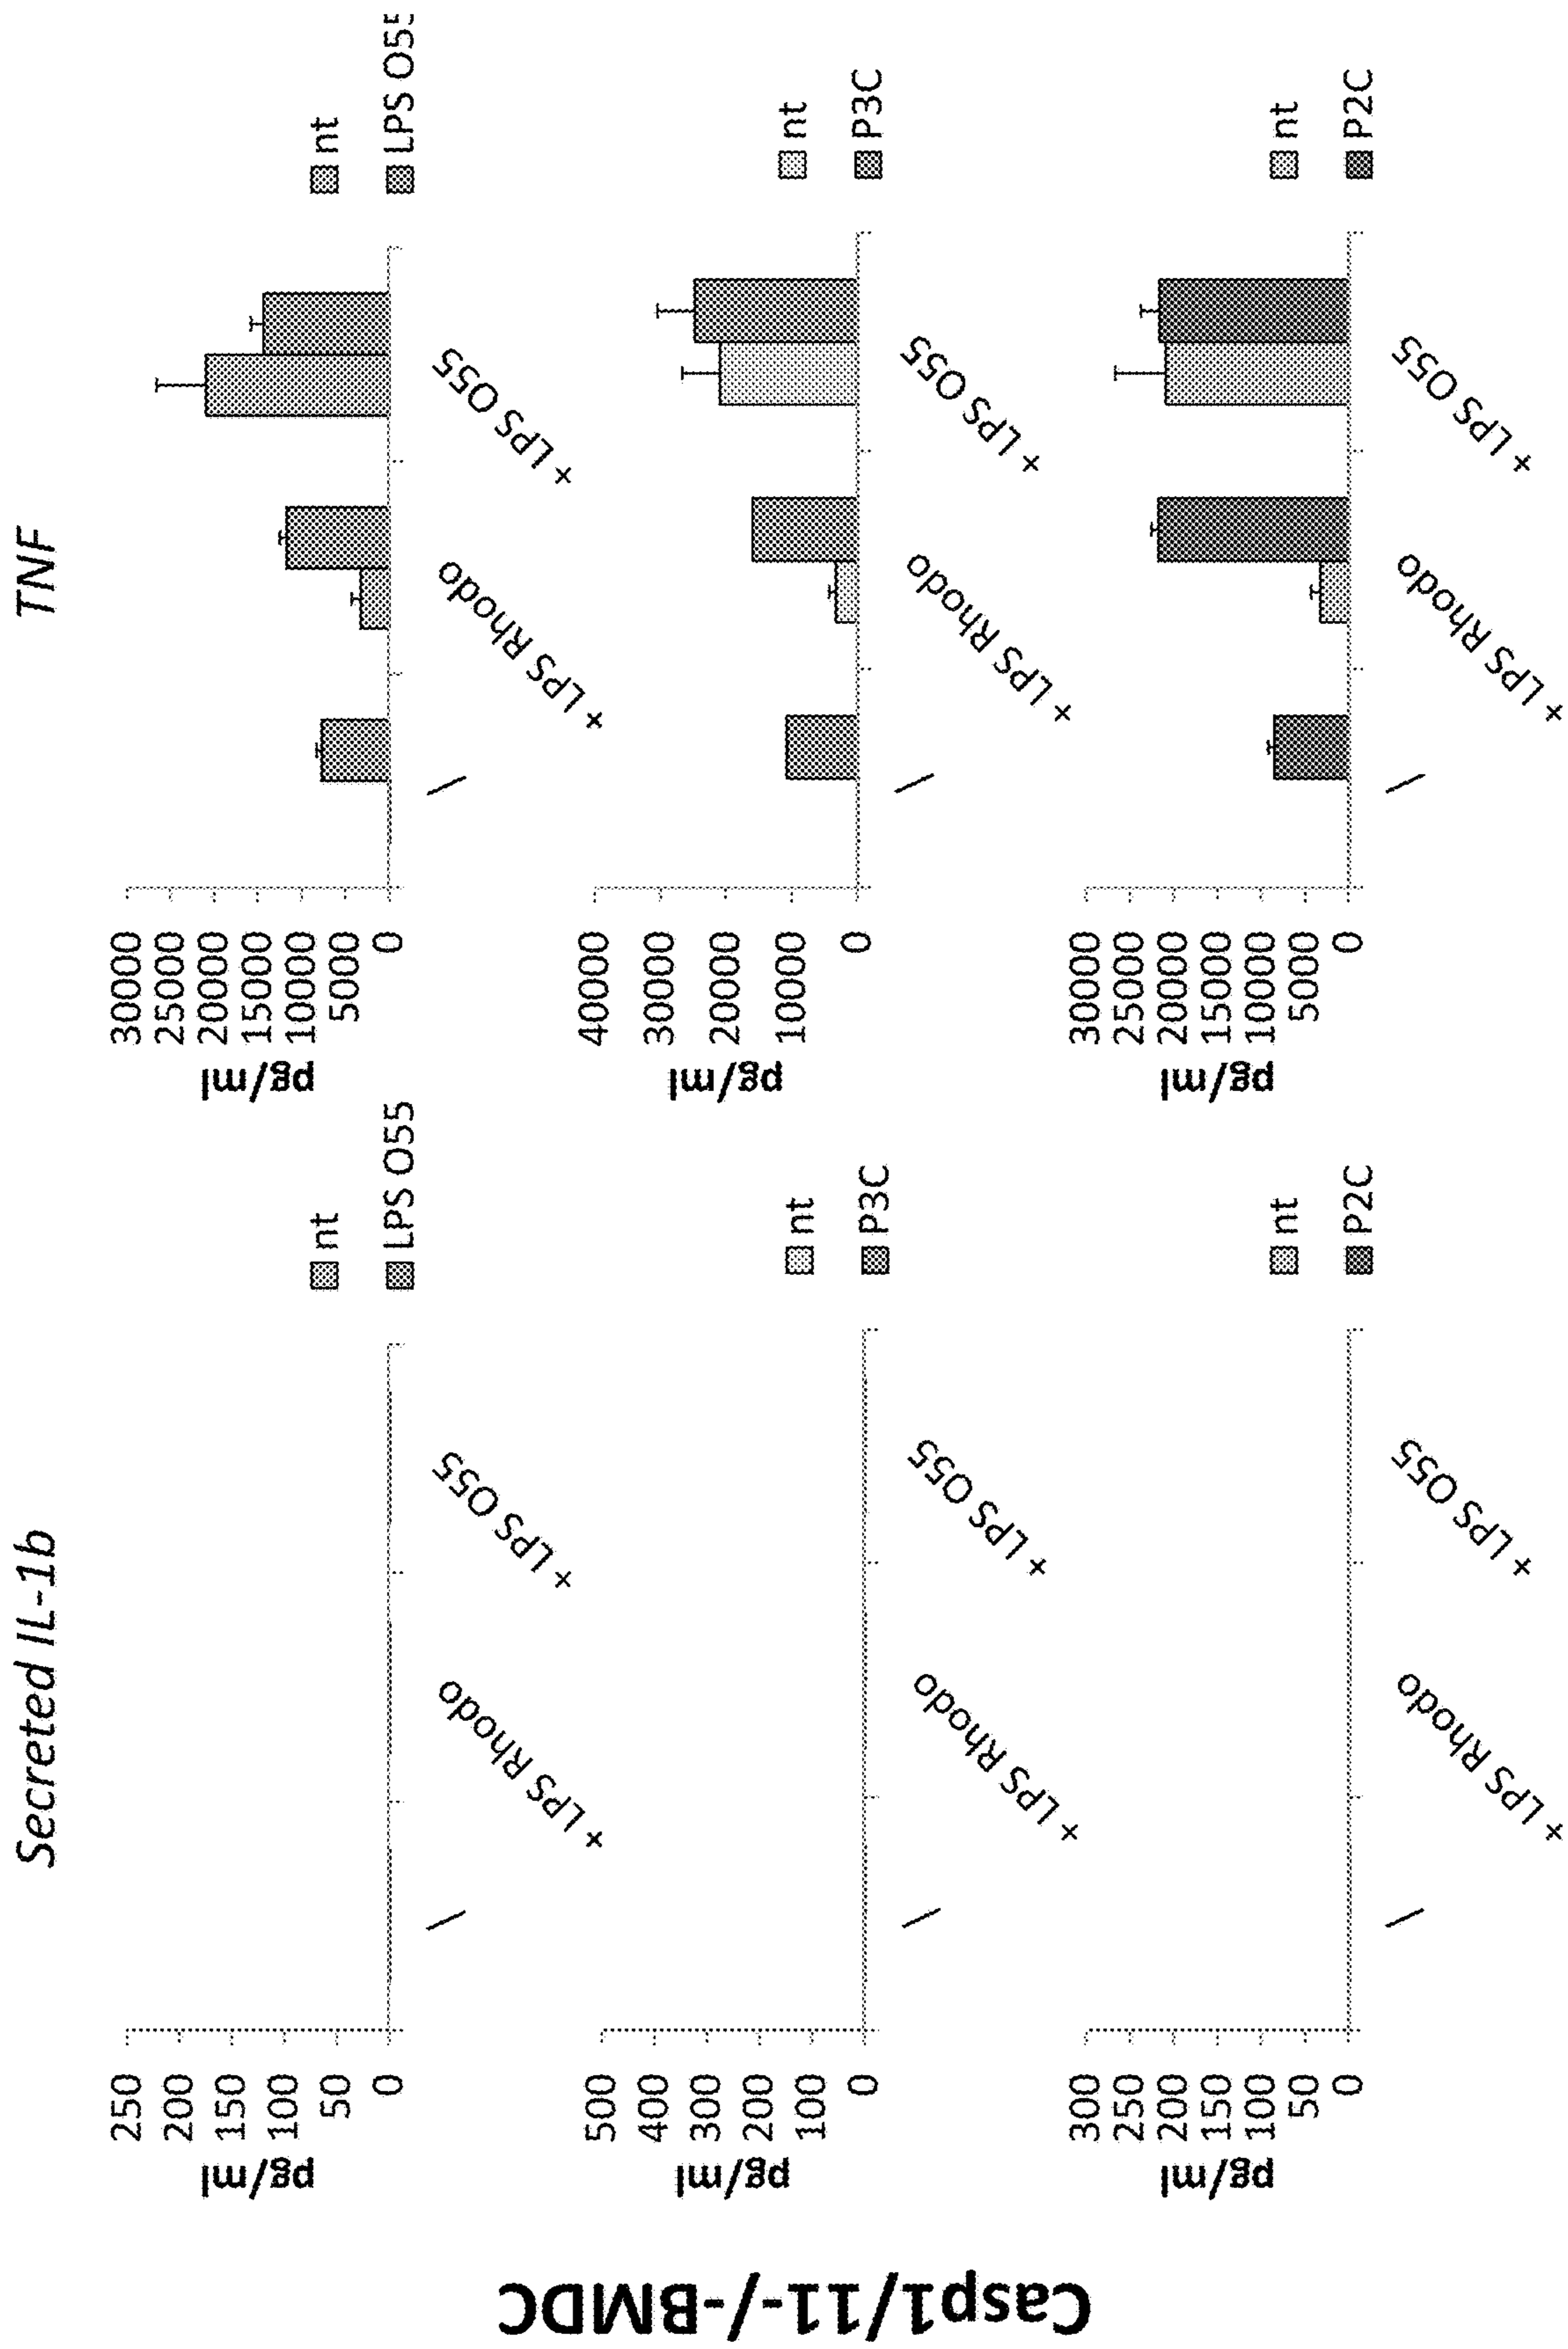 Casp1/11-/-BMDC
Secreted IL-1b
pg/ml
250
200
150
100
50
0
/
+ LPS Rhodo
+ LPS O55
nt
LPS O55
pg/ml
500
400
300
200
100
0
/
+ LPS Rhodo
+ LPS O55
nt
P3C
pg/ml
300
250
200
150
100
50
0
/
+ LPS Rhodo
+ LPS O55
nt
P2C
TNF
pg/ml
30000
25000
20000
15000
10000
5000
0
/
+ LPS Rhodo
+ LPS O55
nt
LPS O55
pg/ml
40000
30000
20000
10000
0
/
+ LPS Rhodo
+ LPS O55
nt
P3C
pg/ml
30000
25000
20000
15000
10000
5000
0
/
+ LPS Rhodo
+ LPS O55
nt
P2C